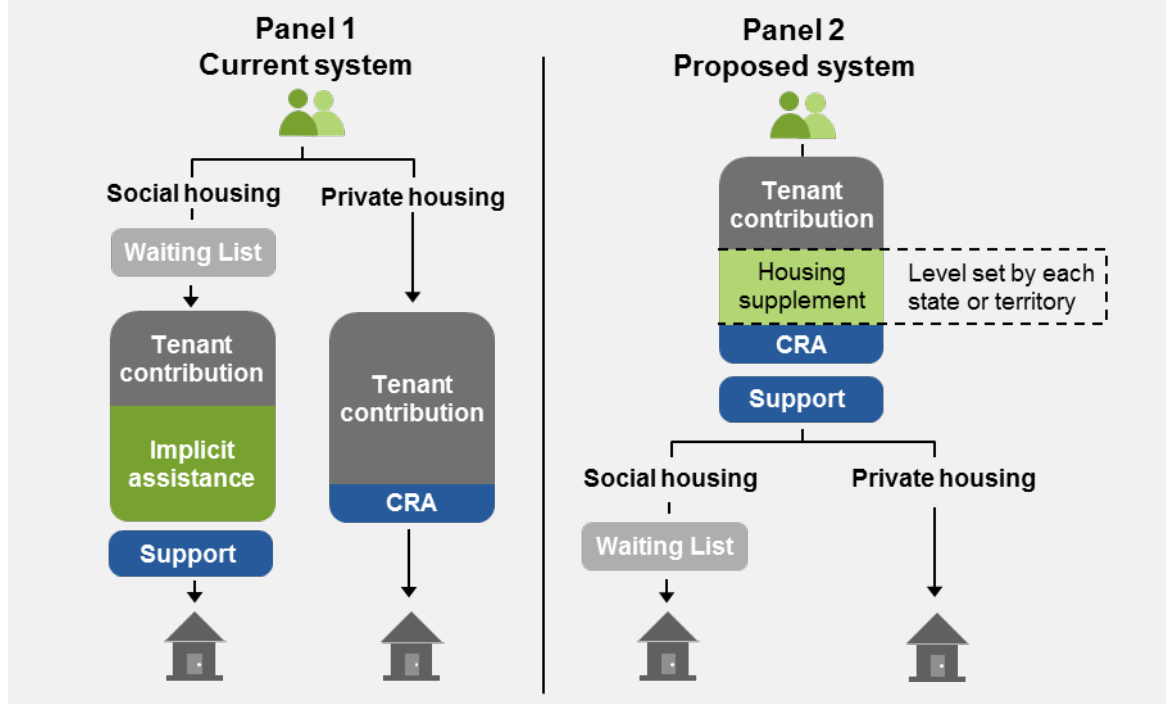 Panel 1
Current system
Social housing
Private housing
Waiting List
Tenant
contribution
Implicit
assistance
Support
Tenant
contribution
CRA
Panel 2
Proposed system
Tenant
contribution
Housing
supplement
Level set by each
state or territory
CRA
Support
Social housing
Private housing
Waiting List